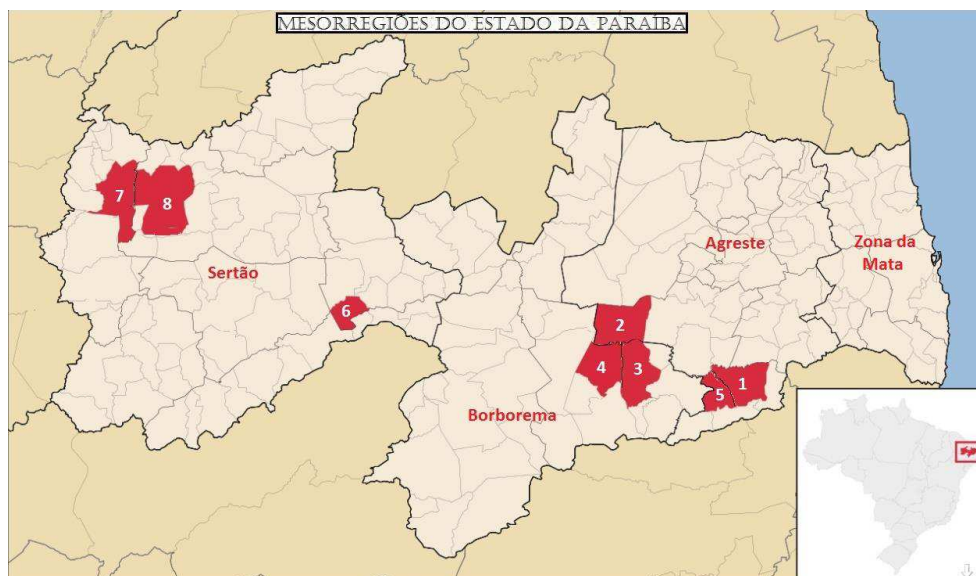 MESORREGIÕES DO ESTADO DA PARAÍBA
7
8
Sertão
6
Agreste
Zona da
Mata
2
4
3
5
1
Borborema